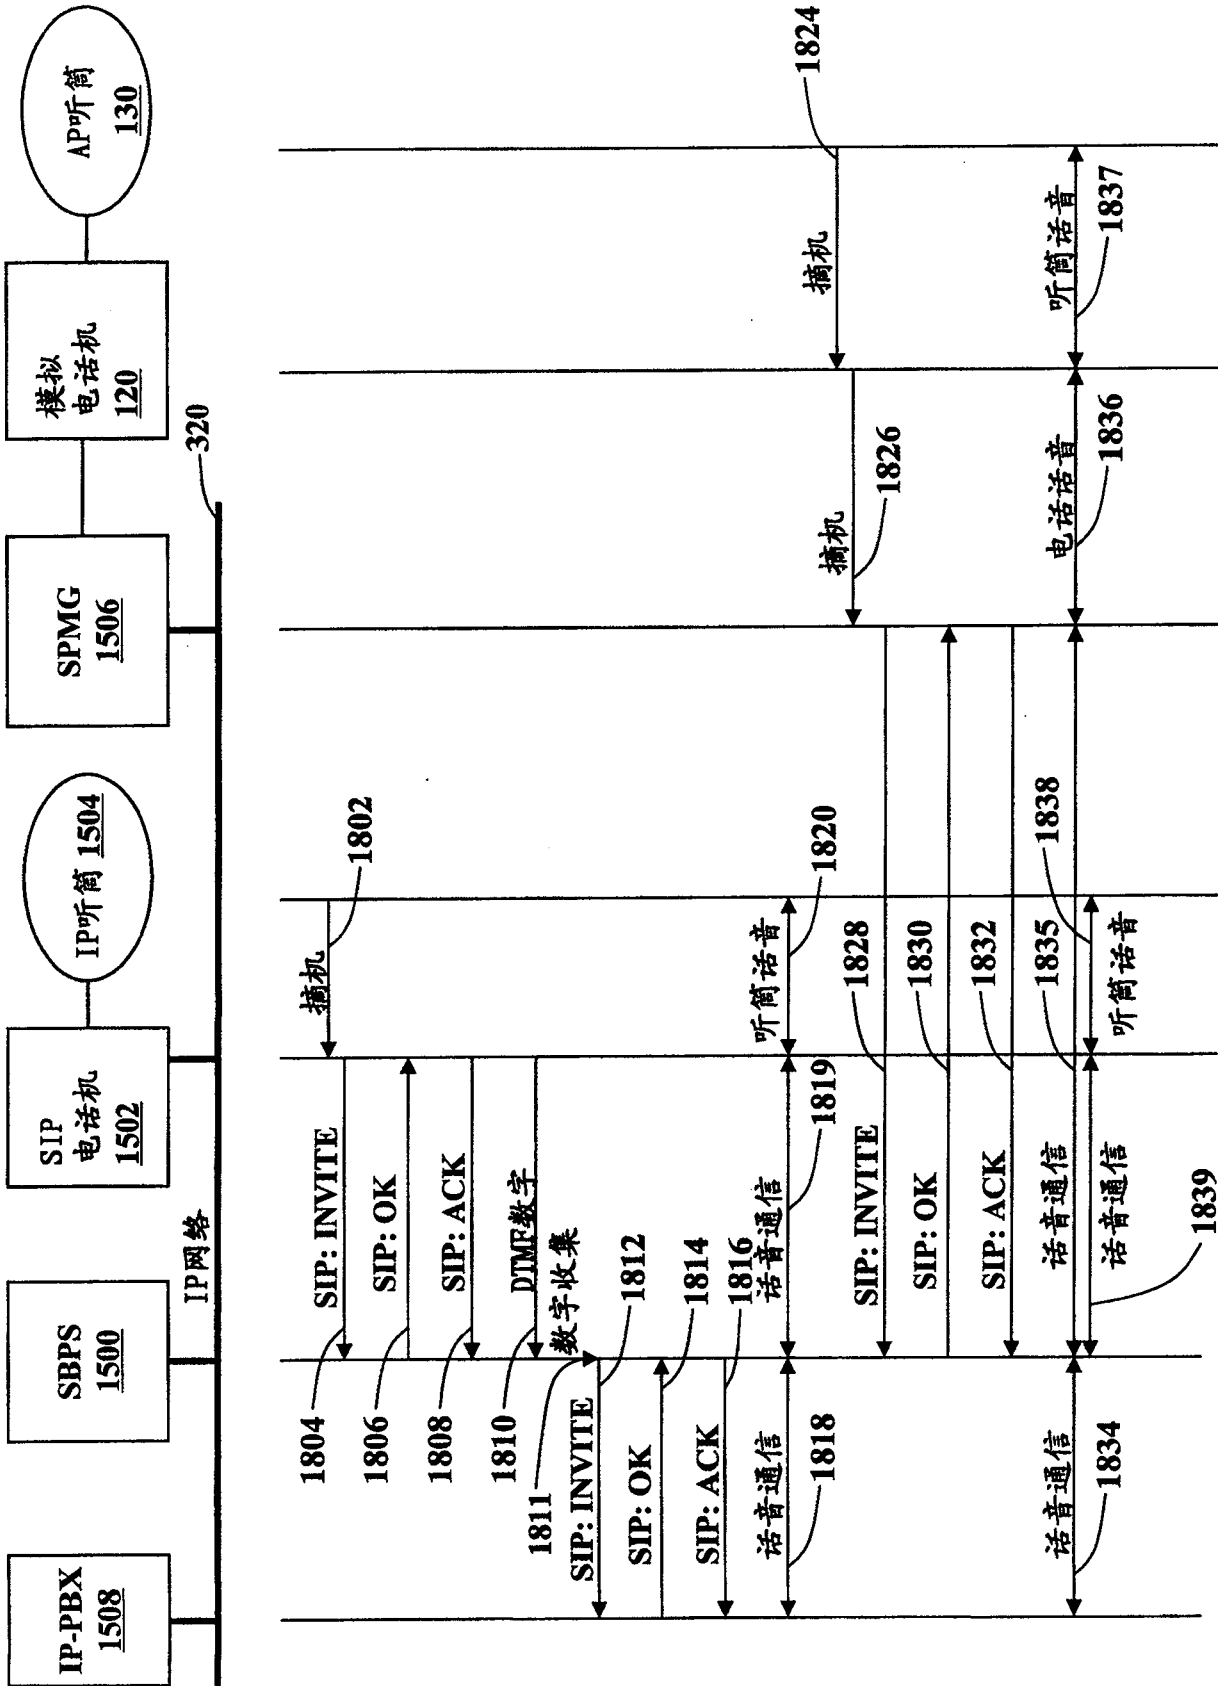 IP-PBX
1508
SBPS
1500
SIP
电话机
1502
IP听筒 1504
SPMG
1506
模拟
电话机
120
AP听筒
130
IP网络
320
摘机
1802
SIP: INVITE
1804
SIP: OK
1806
SIP: ACK
1808
DTMF数字
1810
数字收集
1811
SIP: INVITE
1812
SIP: OK
1814
SIP: ACK
1816
话音通信
1818
话音通信
1819
听筒话音
1820
摘机
1824
摘机
1826
SIP: INVITE
1828
SIP: OK
1830
SIP: ACK
1832
话音通信
1834
话音通信
1835
电话话音
1836
听筒话音
1837
听筒话音
1838
话音通信
1839